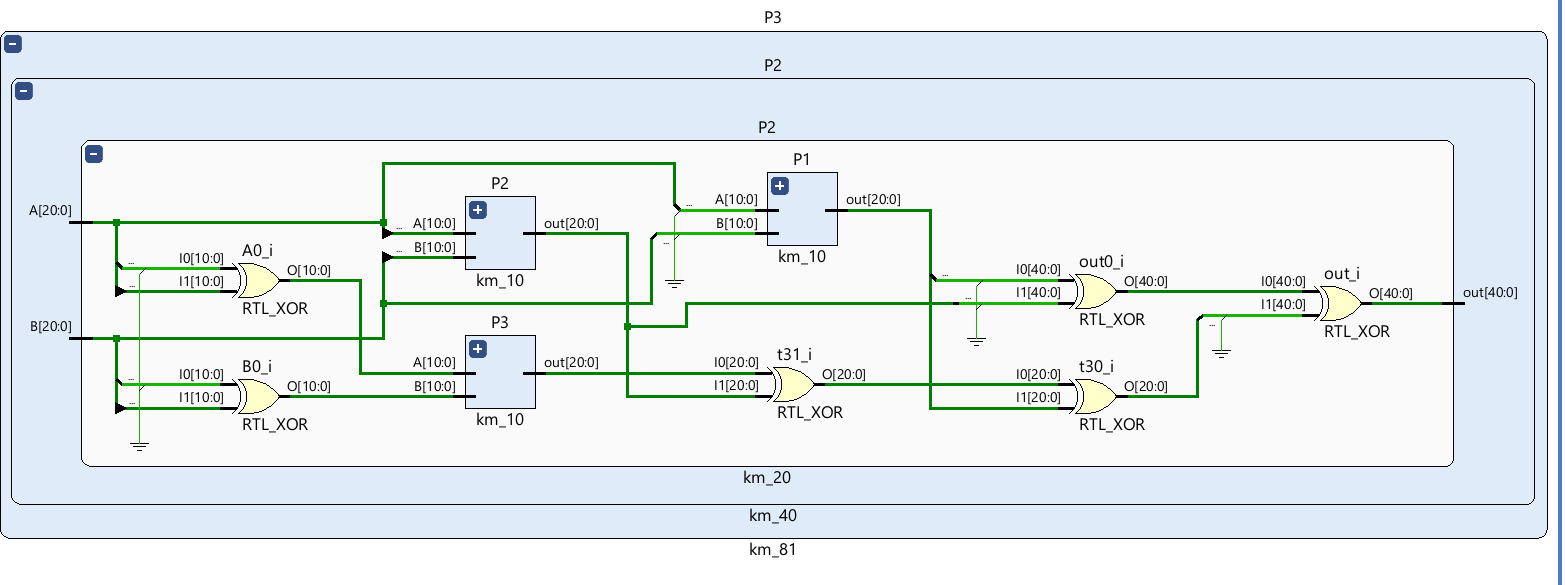 P3
P2
P2
P1
P2
A[10:0]
out[20:0]
A[20:0]
A[10:0]
out[20:0]
B[10:0]
B[10:0]
A0_i
I0[10:0]
O[10:0]
I1[10:0]
km_10
km_10
out0_i
I0[40:0]
O[40:0]
I1[40:0]
out_i
I0[40:0]
O[40:0]
out[40:0]
I1[40:0]
RTL_XOR
RTL_XOR
RTL_XOR
B[20:0]
P3
B0_i
I0[10:0]
O[10:0]
I1[10:0]
A[10:0]
out[20:0]
B[10:0]
t31_i
I0[20:0]
O[20:0]
I1[20:0]
t30_i
I0[20:0]
O[20:0]
I1[20:0]
RTL_XOR
km_10
RTL_XOR
RTL_XOR
km_20
km_40
km_81